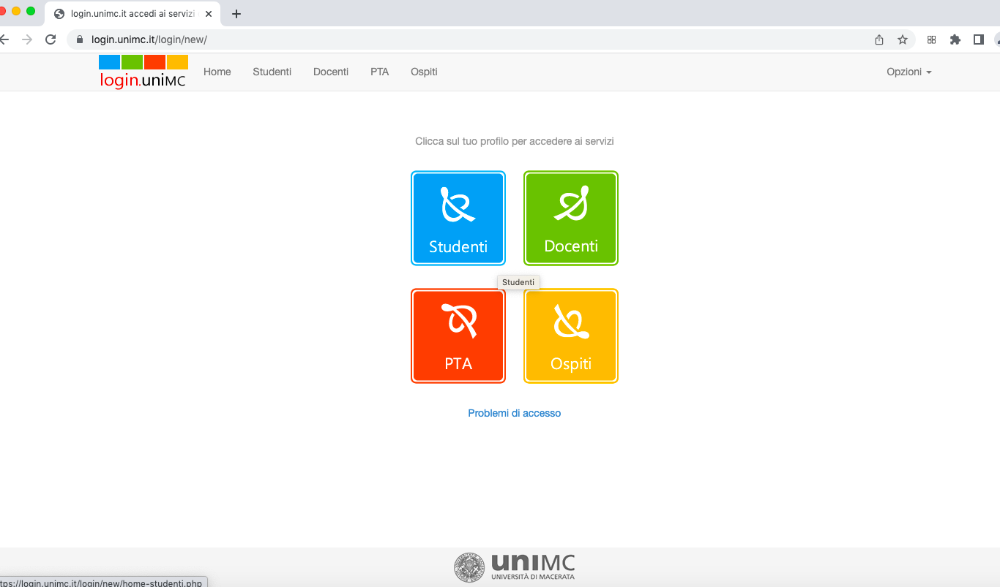 login.unimc.it accedi ai servizi
login.unimc.it/login/new/
login.uniMC
Home Studenti Docenti PTA Ospiti Opzioni
Clicca sul tuo profilo per accedere ai servizi
Studenti Docenti
Studenti
PTA Ospiti
Problemi di accesso
uniMC
UNIVERSITÀ DI MACERATA
tps://login.unimc.it/login/new/home-studenti.php